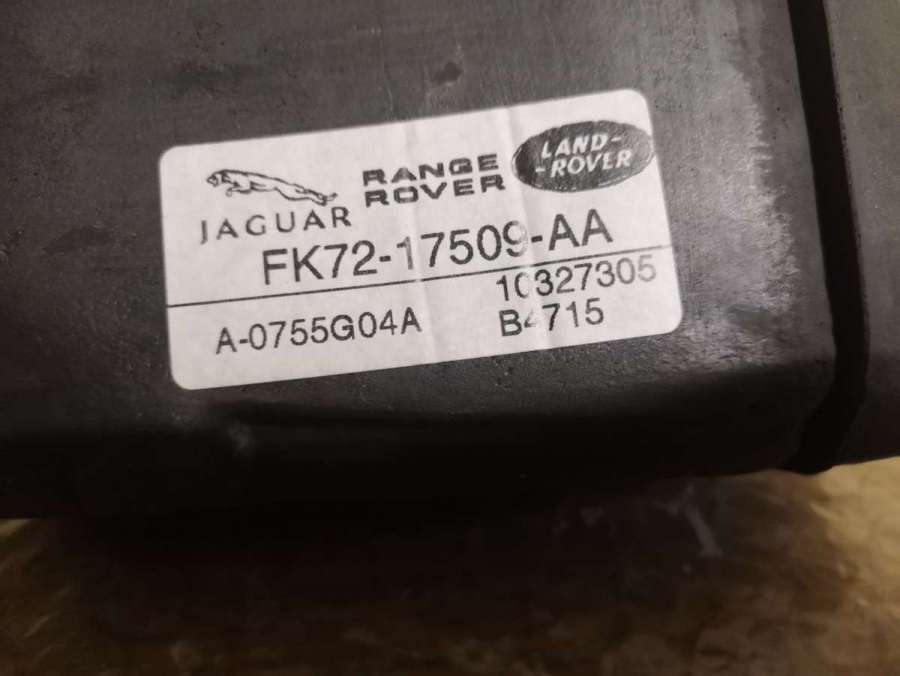 JAGUAR
RANGE
ROVER
LAND-
-ROVER
FK72-17509-AA
A-0755G04A
10327305
B4715